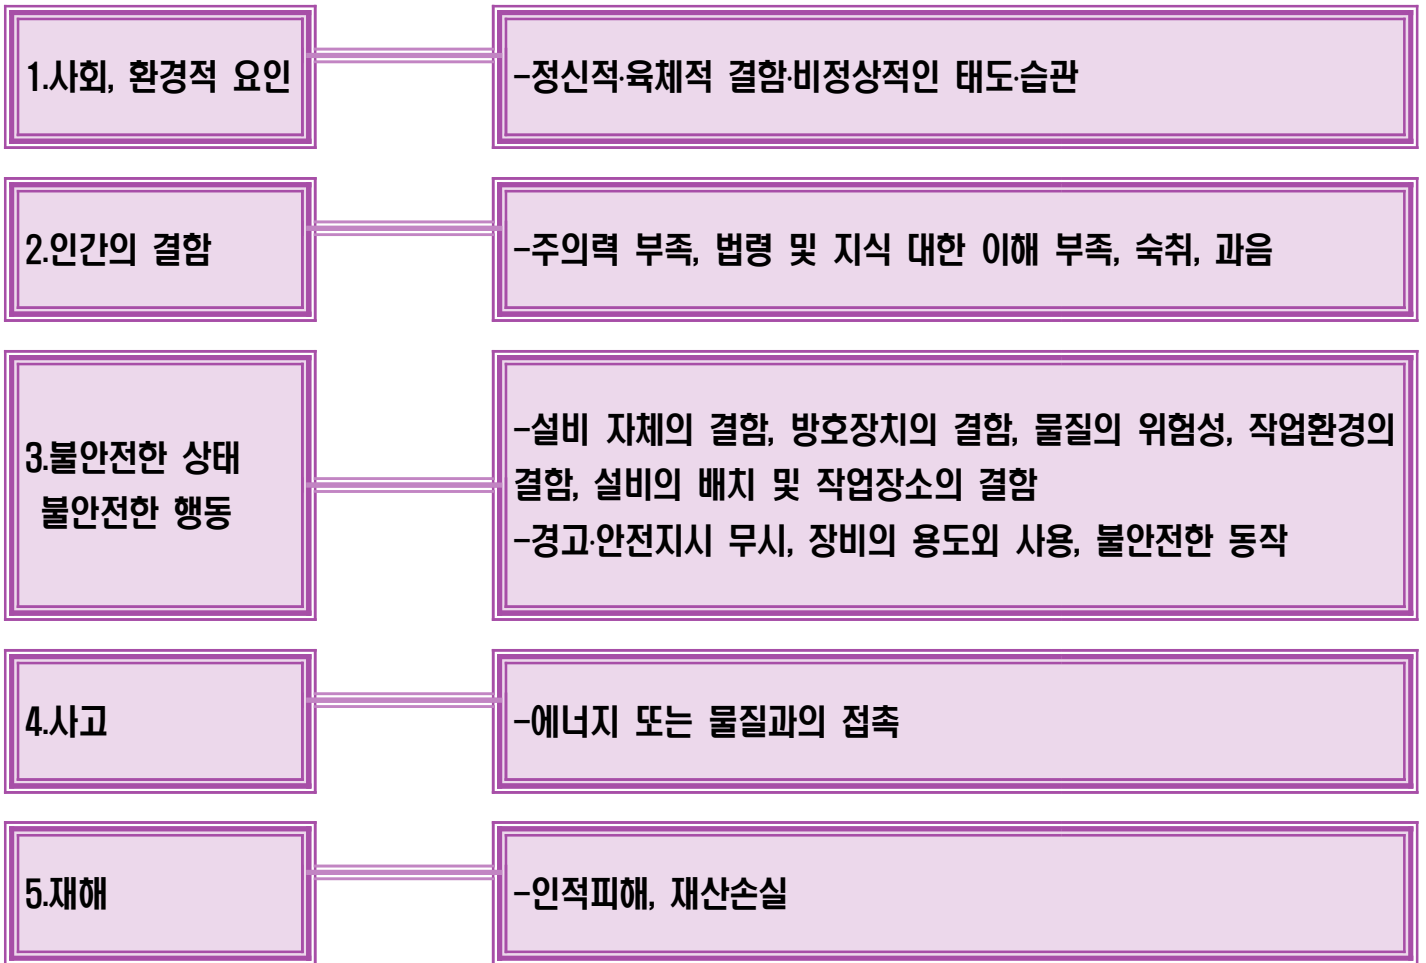 1.사회, 환경적 요인
-정신적·육체적 결함·비정상적인 태도·습관
2.인간의 결함
-주의력 부족, 법령 및 지식 대한 이해 부족, 숙취, 과음
3.불안전한 상태
불안전한 행동
-설비 자체의 결함, 방호장치의 결함, 물질의 위험성, 작업환경의
결함, 설비의 배치 및 작업장소의 결함
-경고·안전지시 무시, 장비의 용도외 사용, 불안전한 동작
4.사고
-에너지 또는 물질과의 접촉
5.재해
-인적피해, 재산손실